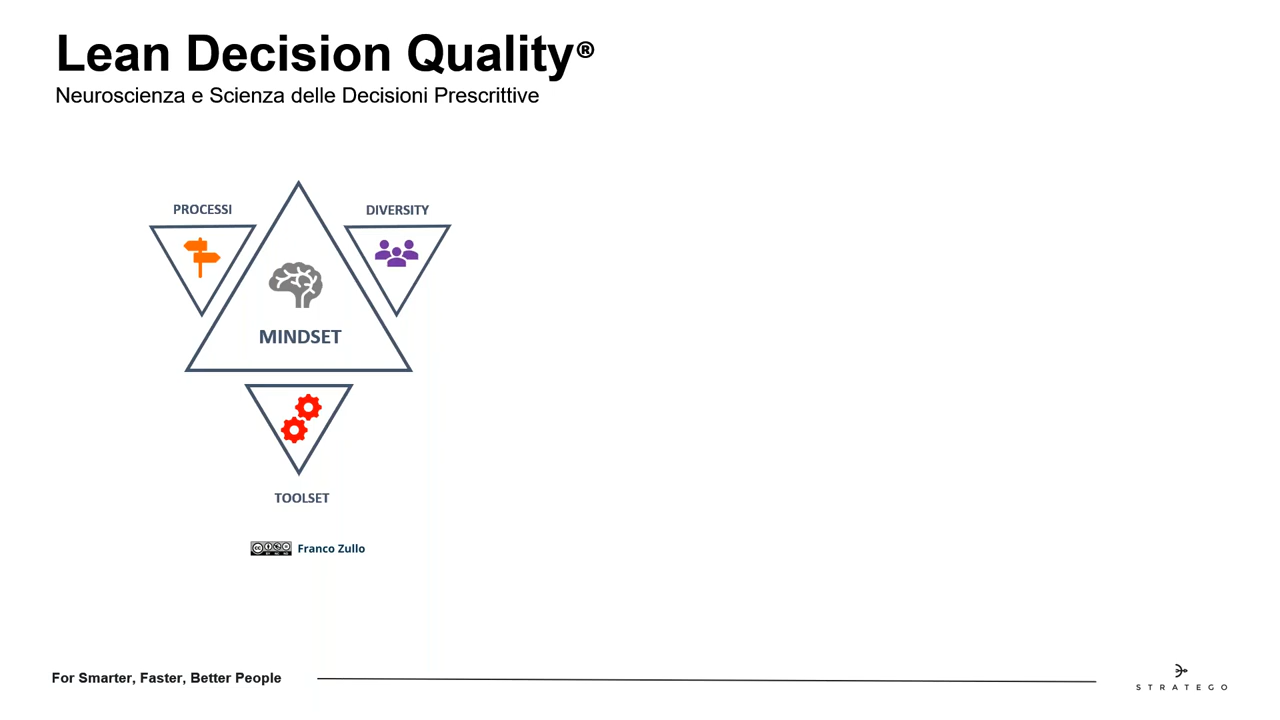 Lean Decision Quality®
Neuroscienza e Scienza delle Decisioni Prescrittive
PROCESSI
DIVERSITY
MINDSET
TOOLSET
Franco Zullo
For Smarter, Faster, Better People
STRATEGO